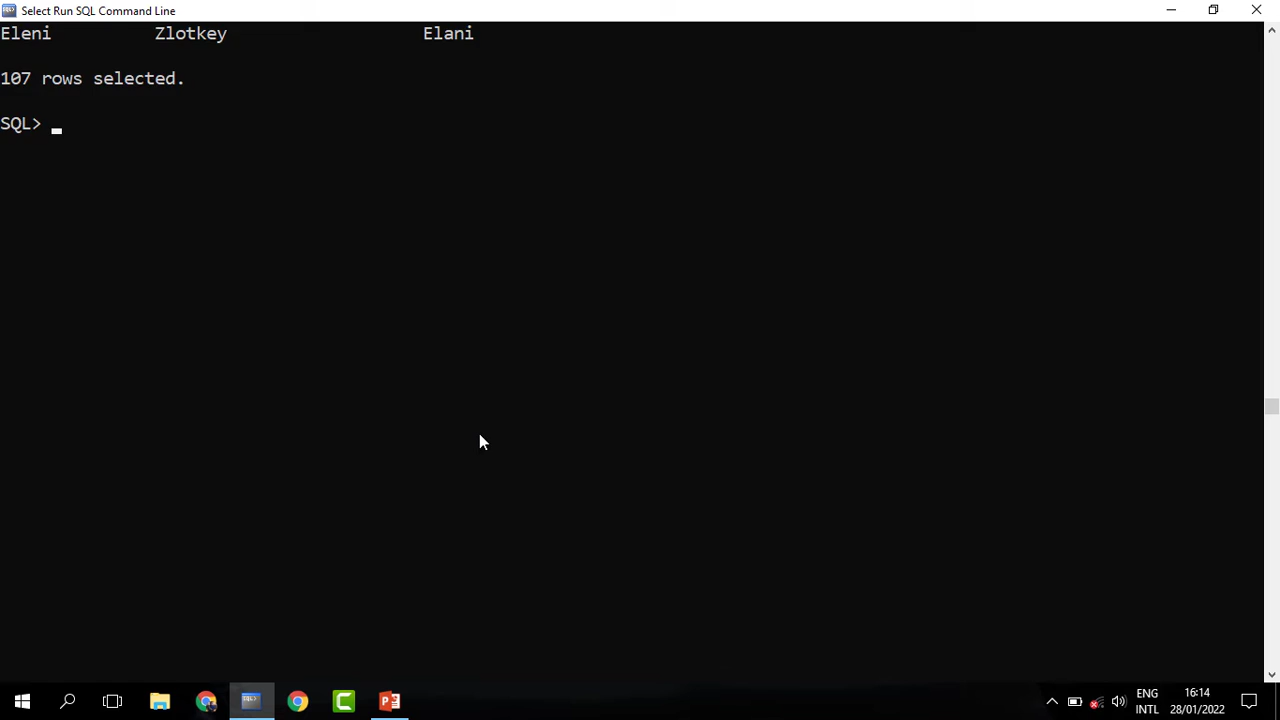 Select Run SQL Command Line
Eleni Zlotkey Elani
107 rows selected.
SQL>
ENG
INTL
16:14
28/01/2022